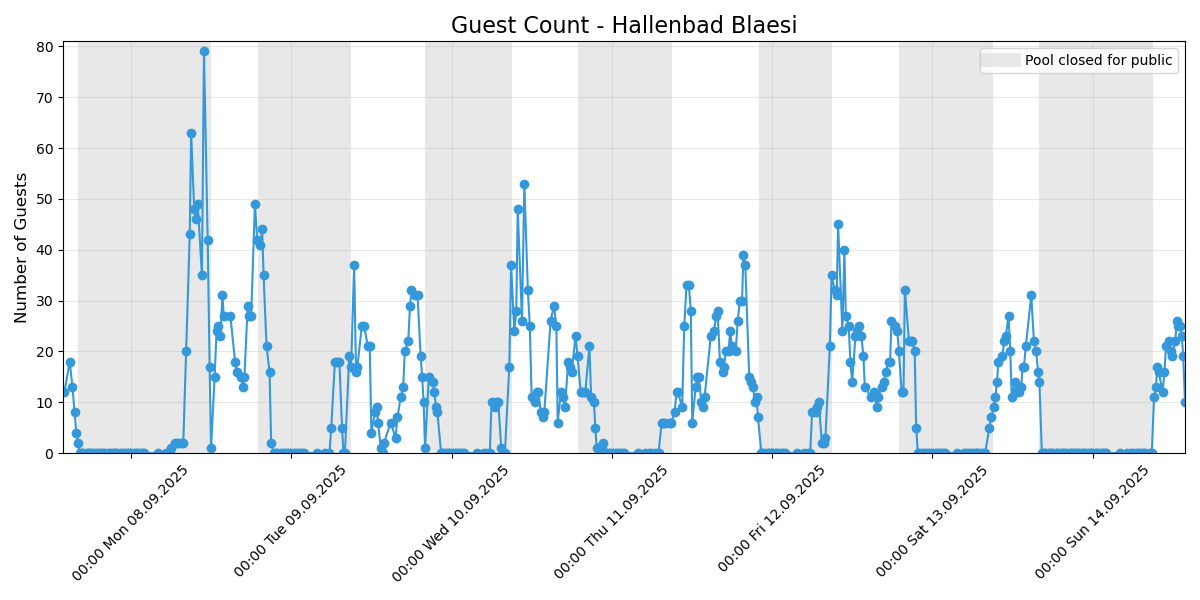 Guest Count - Hallenbad Blaesi
Pool closed for public
Number of Guests
80
70
60
50
40
30
20
10
0
00:00 Mon 08.09.2025
00:00 Tue 09.09.2025
00:00 Wed 10.09.2025
00:00 Thu 11.09.2025
00:00 Fri 12.09.2025
00:00 Sat 13.09.2025
00:00 Sun 14.09.2025